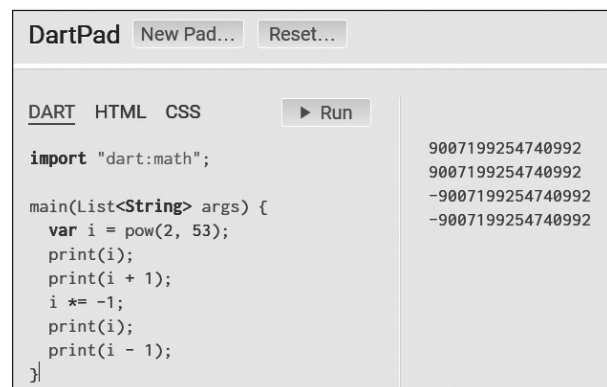 DartPad New Pad... Reset...
DART HTML CSS ▶ Run
import "dart:math";
main(List<String> args) {
var i = pow(2, 53);
print(i);
print(i + 1);
i *= -1;
print(i);
print(i - 1);
}
9007199254740992
9007199254740992
-9007199254740992
-9007199254740992